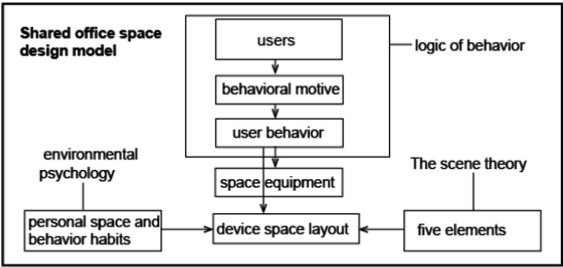 Shared office space
design model
users
logic of behavior
behavioral motive
user behavior
environmental
psychology
The scene theory
space equipment
personal space and
behavior habits
device space layout
five elements